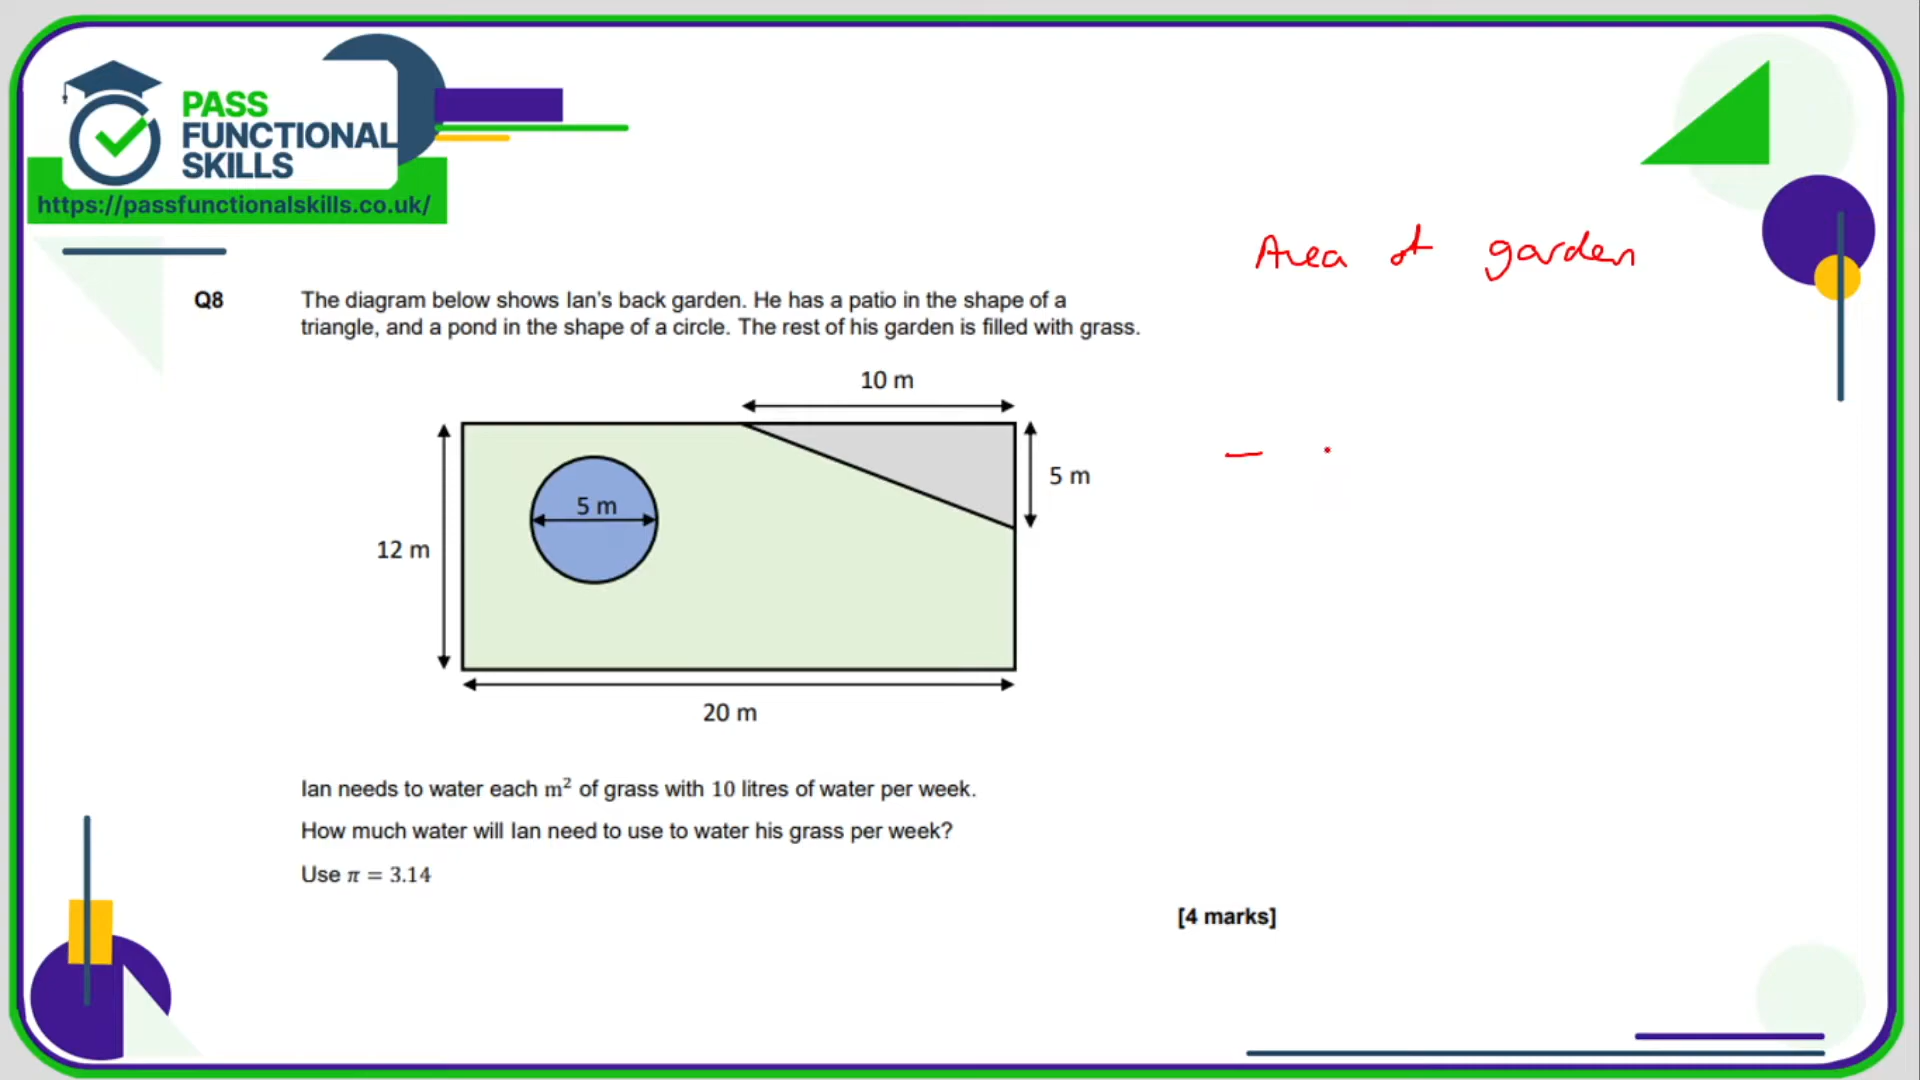 PASS
FUNCTIONAL
SKILLS
https://passfunctionalskills.co.uk/
Area of garden
Q8 The diagram below shows Ian's back garden. He has a patio in the shape of a
triangle, and a pond in the shape of a circle. The rest of his garden is filled with grass.
10 m
5 m
5 m
12 m
20 m
Ian needs to water each m² of grass with 10 litres of water per week.
How much water will Ian need to use to water his grass per week?
Use π = 3.14
[4 marks]